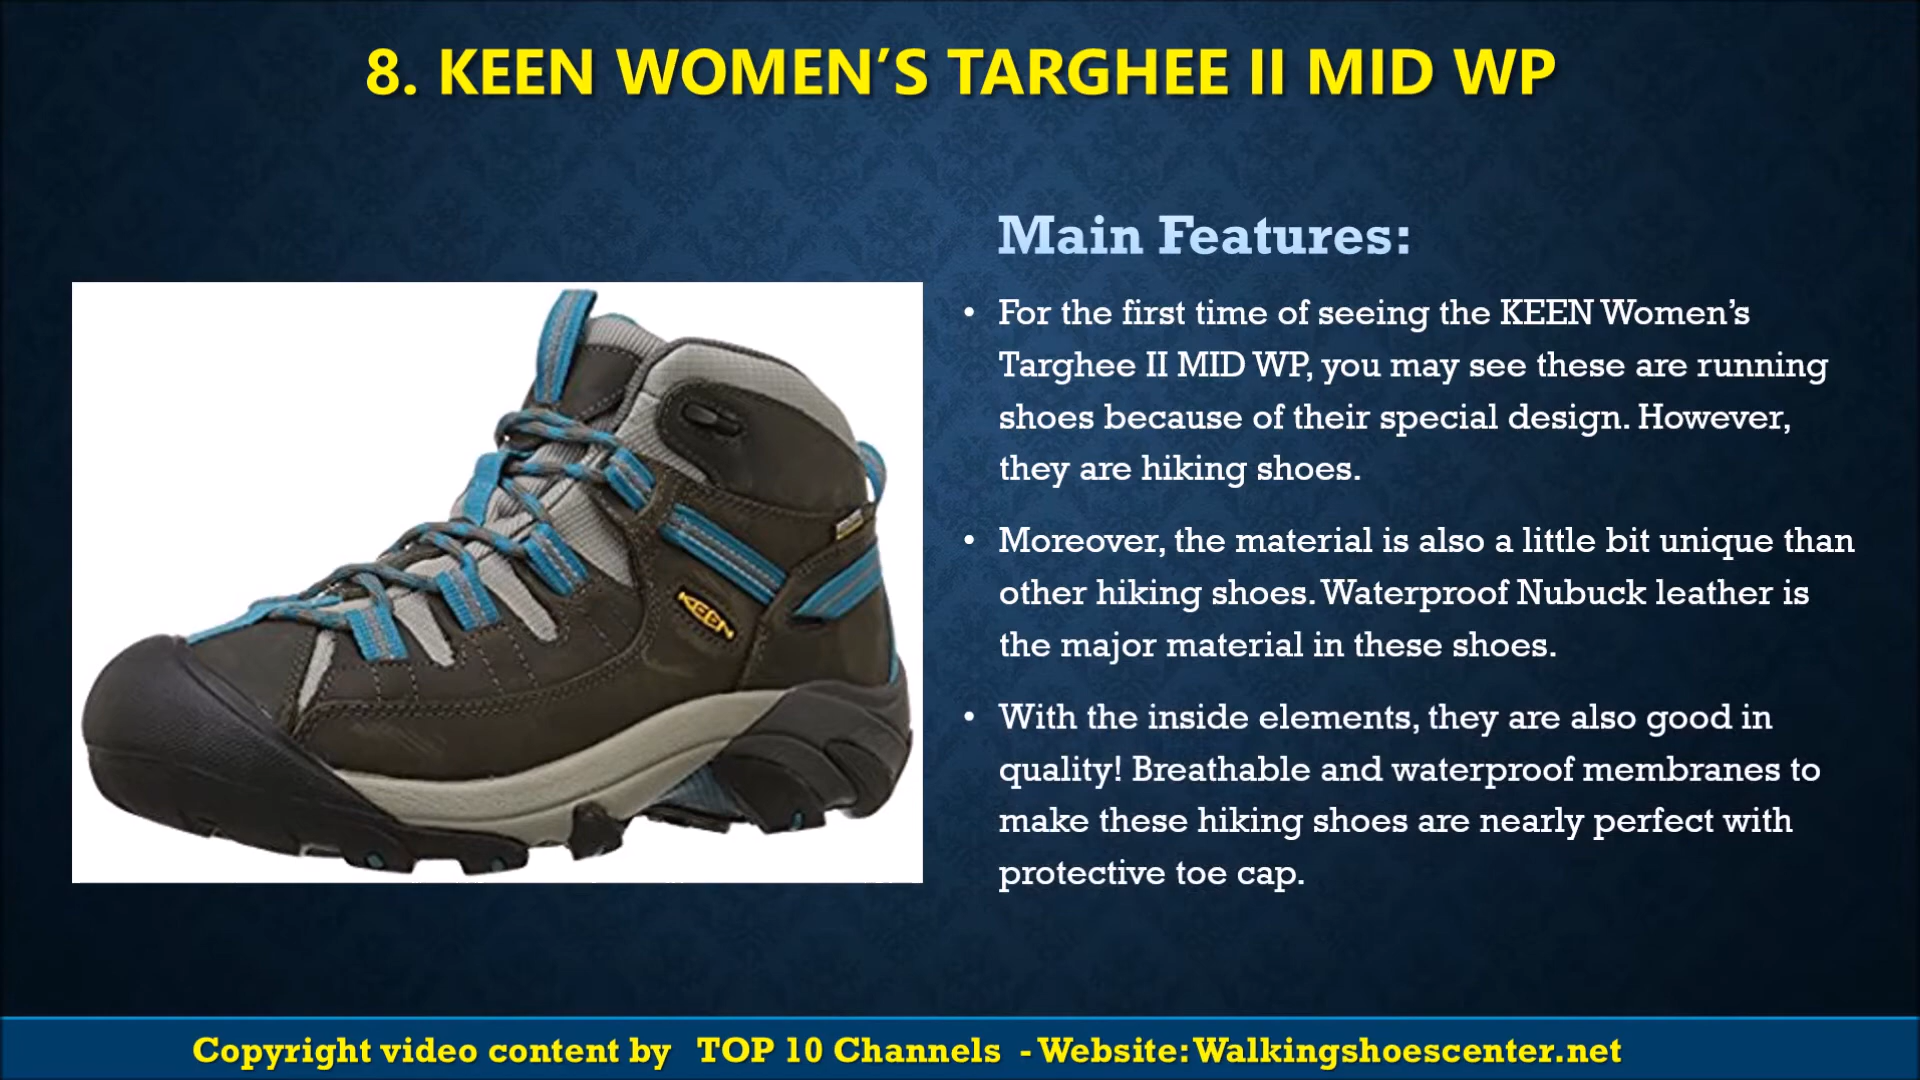 8. KEEN WOMEN’S TARGHEE II MID WP
Main Features:
• For the first time of seeing the KEEN Women’s
Targhee II MID WP, you may see these are running
shoes because of their special design. However,
they are hiking shoes.
• Moreover, the material is also a little bit unique than
other hiking shoes. Waterproof Nubuck leather is
the major material in these shoes.
• With the inside elements, they are also good in
quality! Breathable and waterproof membranes to
make these hiking shoes are nearly perfect with
protective toe cap.
KEEN
Copyright video content by TOP 10 Channels - Website: Walkingshoescenter.net